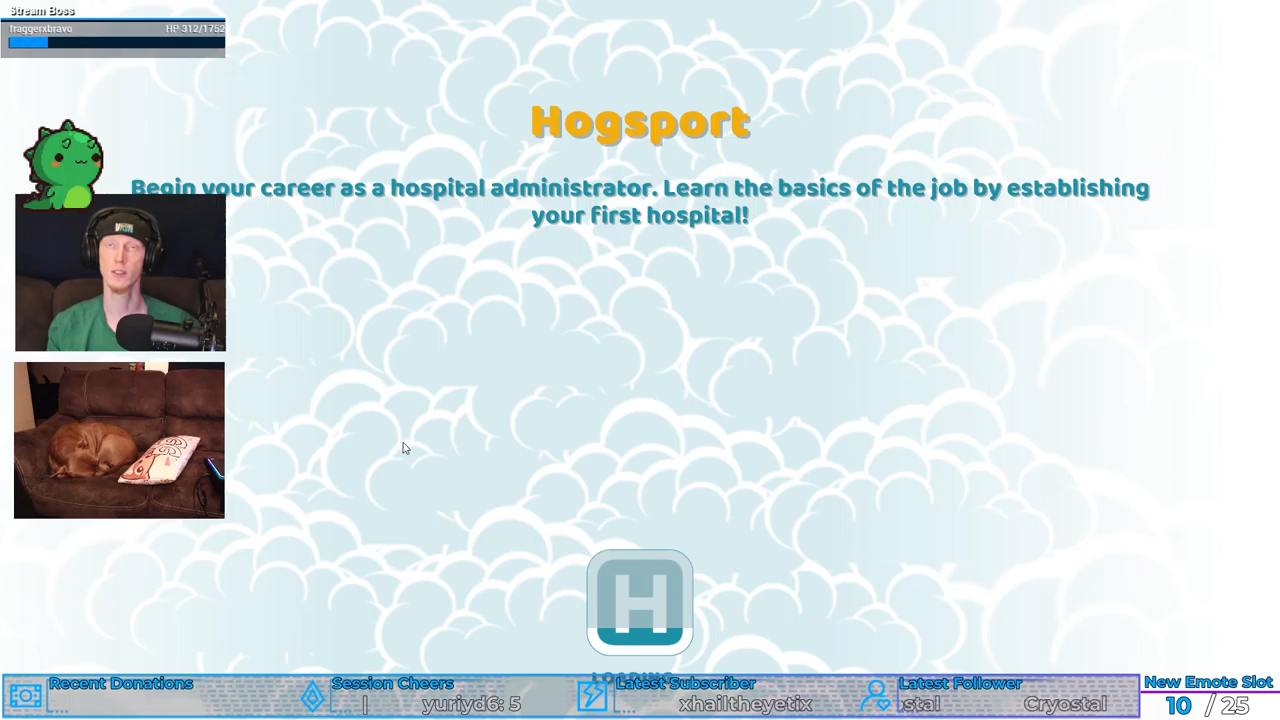 Stream Boss
fraggerxbravo HP 312/1752
Hogsport
Begin your career as a hospital administrator. Learn the basics of the job by establishing
your first hospital!
H
Recent Donations
Session Cheers
yuriyd6: 5
Latest Subscriber
xhailtheyetix
Latest Follower
stal Cryostal
New Emote Slot
10 / 25